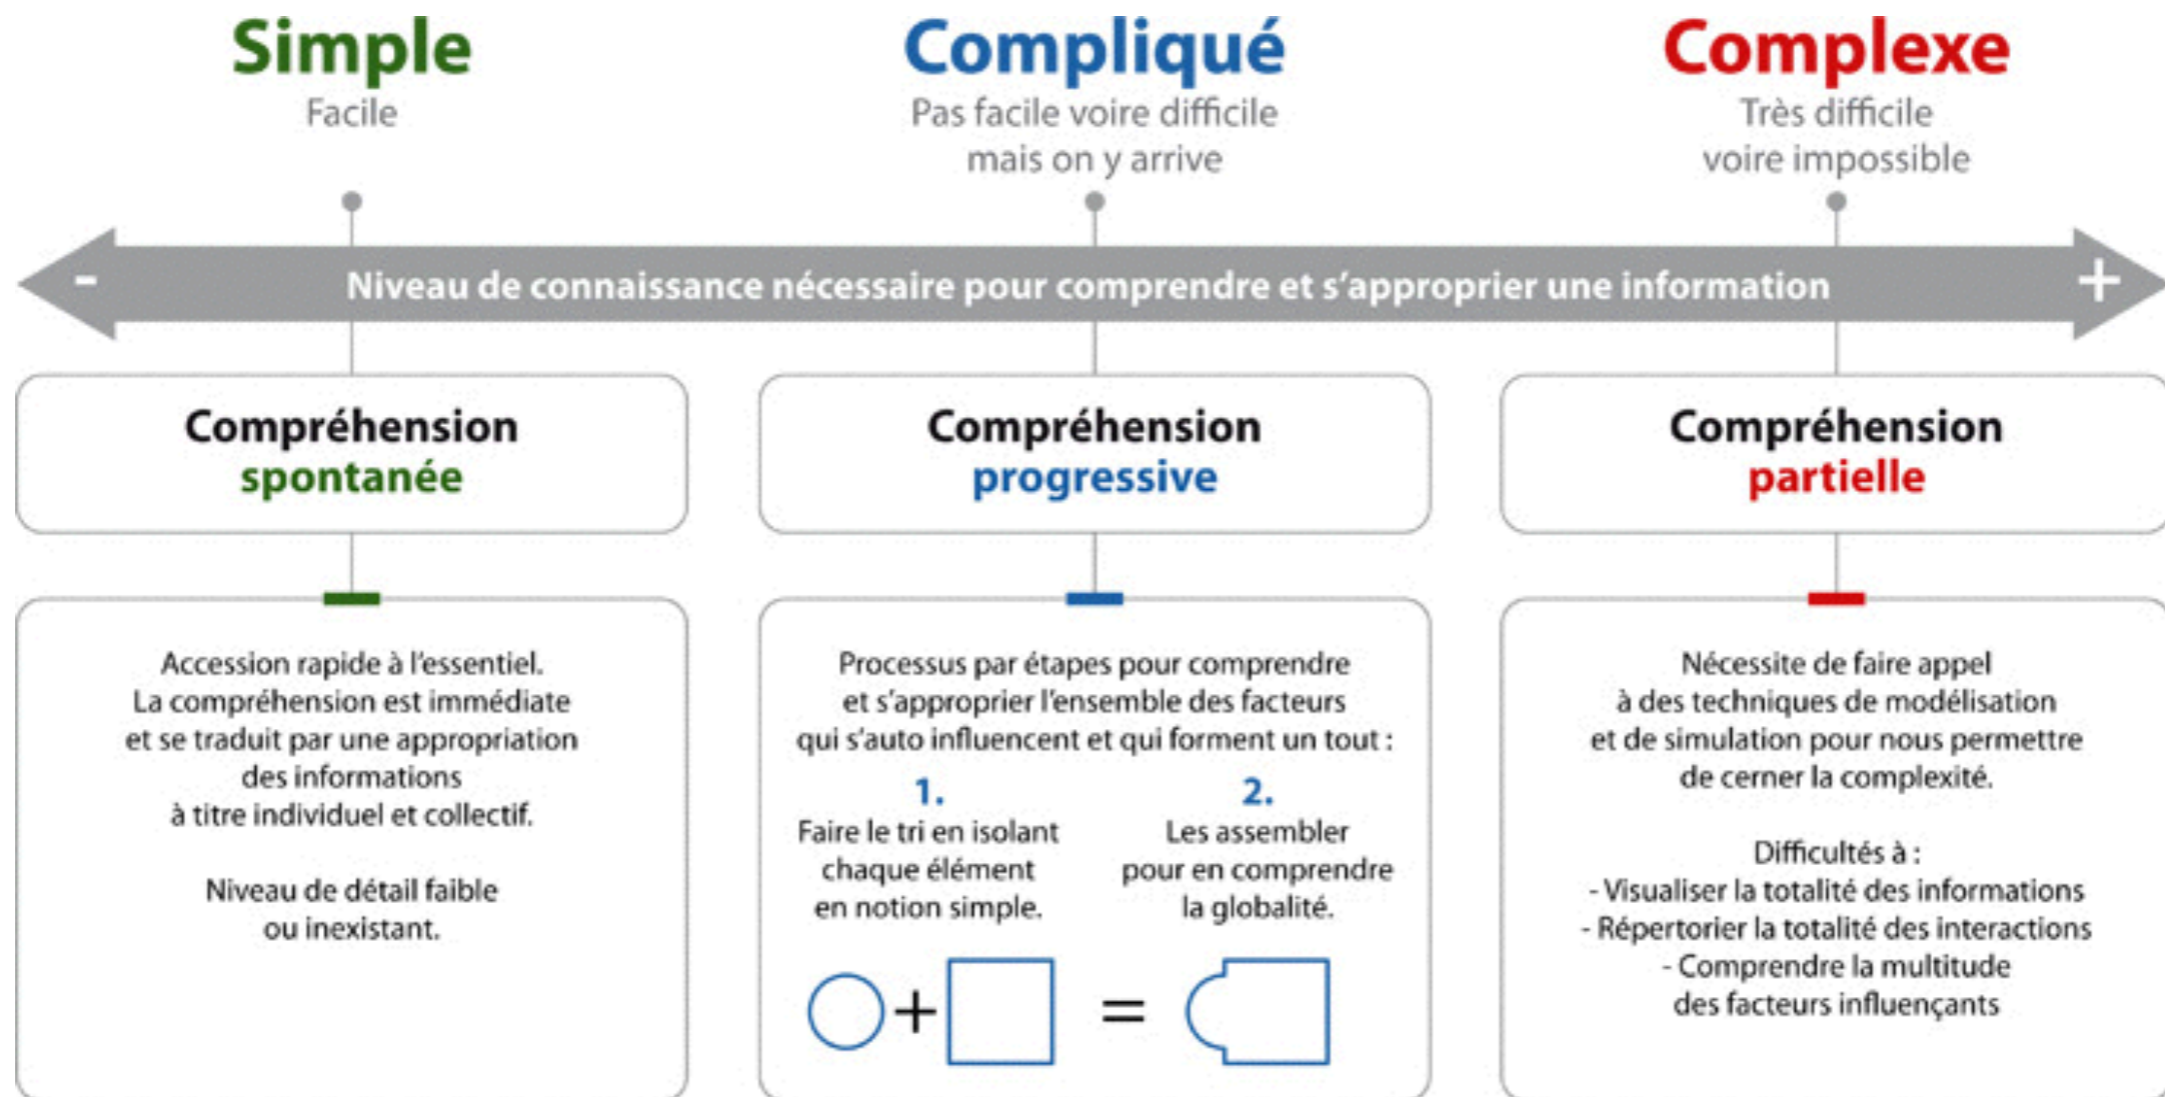 Simple
Facile
Compliqué
Pas facile voire difficile
mais on y arrive
Complexe
Très difficile
voire impossible
- Niveau de connaissance nécessaire pour comprendre et s'approprier une information +
Compréhension
spontanée
Accession rapide à l'essentiel.
La compréhension est immédiate
et se traduit par une appropriation
des informations
à titre individuel et collectif.
Niveau de détail faible
ou inexistant.
Compréhension
progressive
Processus par étapes pour comprendre
et s'approprier l'ensemble des facteurs
qui s'auto influencent et qui forment un tout :
1.
Faire le tri en isolant
chaque élément
en notion simple.
2.
Les assembler
pour en comprendre
la globalité.
+ =
Compréhension
partielle
Nécessite de faire appel
à des techniques de modélisation
et de simulation pour nous permettre
de cerner la complexité.
Difficultés à :
- Visualiser la totalité des informations
- Répertorier la totalité des interactions
- Comprendre la multitude
des facteurs influençants